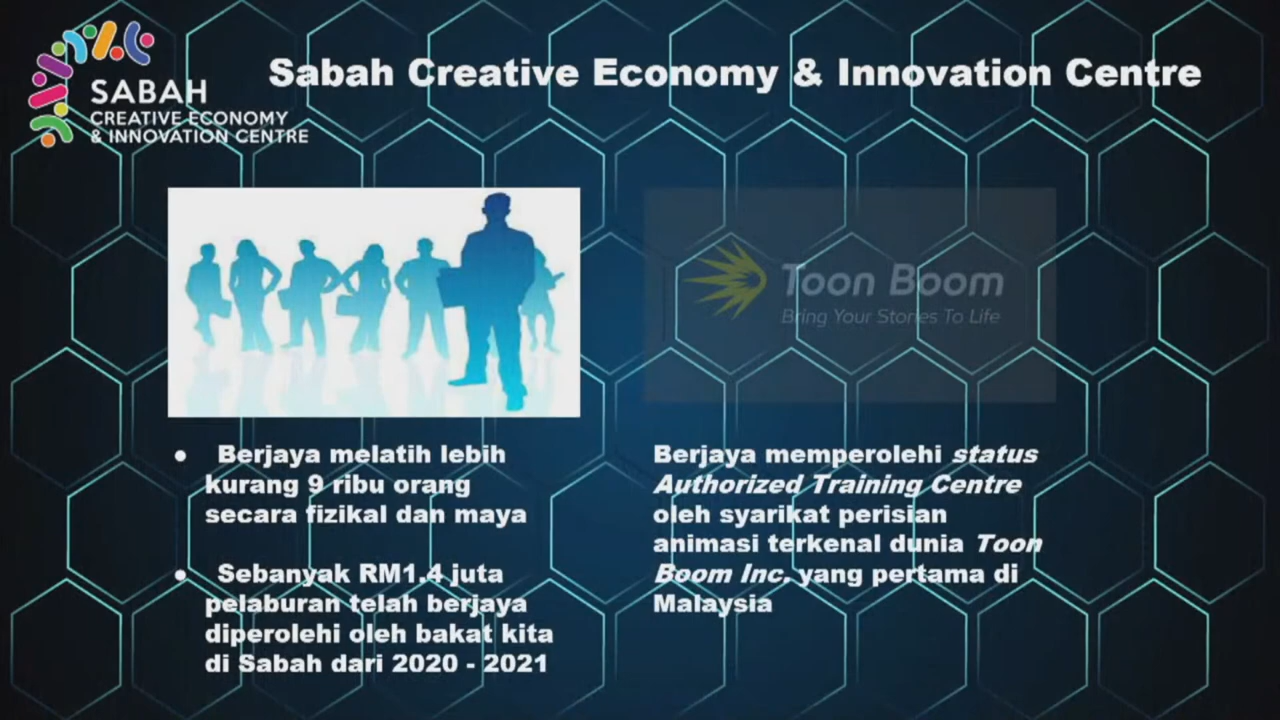 Sabah Creative Economy & Innovation Centre
SABAH
CREATIVE ECONOMY
& INNOVATION CENTRE
Toon Boom
Bring Your Stories To Life
● Berjaya melatih lebih
kurang 9 ribu orang
secara fizikal dan maya
● Sebanyak RM1.4 juta
pelaburan telah berjaya
diperolehi oleh bakat kita
di Sabah dari 2020 - 2021
Berjaya memperolehi status
Authorized Training Centre
oleh syarikat perisian
animasi terkenal dunia Toon
Boom Inc. yang pertama di
Malaysia